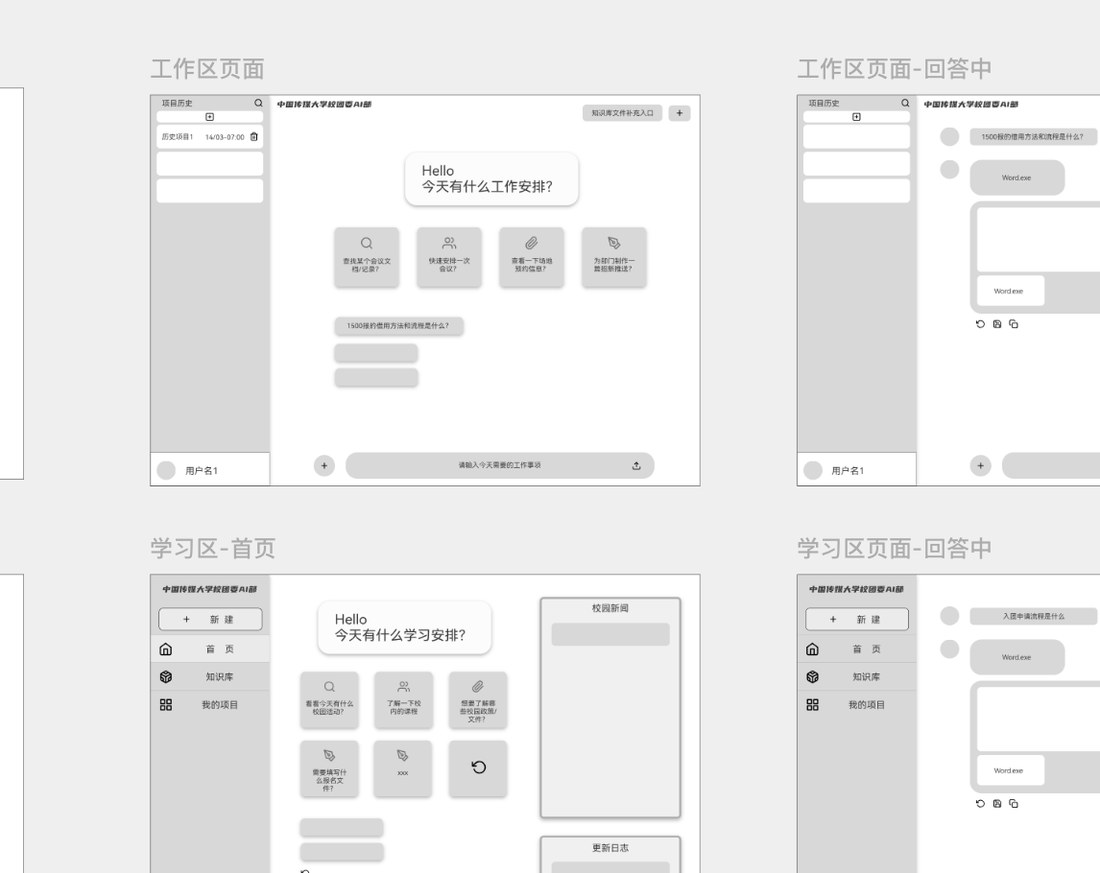 工作区页面
项目历史
中国传媒大学校团委AI部
知识库文件补充入口
+
历史项目1 14/03-07:00
Hello
今天有什么工作安排?
查找某个会议文
档/记录?
快速安排一次
会议?
查看一下场地
预约信息?
为部门制作一
篇招新推送?
1500报的借用方法和流程是什么?
+
请输入今天需要的工作事项
用户名1
工作区页面-回答中
项目历史
中国传媒大学校团委AI部
1500报的借用方法和流程是什么?
Word.exe
Word.exe
用户名1
+
学习区-首页
中国传媒大学校团委AI部
+ 新 建
首 页
知识库
我的项目
Hello
今天有什么学习安排?
看看今天有什么
校园活动?
了解一下校
内的课程
想要了解哪
些校园政策/
文件?
需要填写什
么报名文
件?
xxx
校园新闻
更新日志
学习区页面-回答中
中国传媒大学校团委AI部
+ 新 建
首 页
知识库
我的项目
入团申请流程是什么
Word.exe
Word.exe